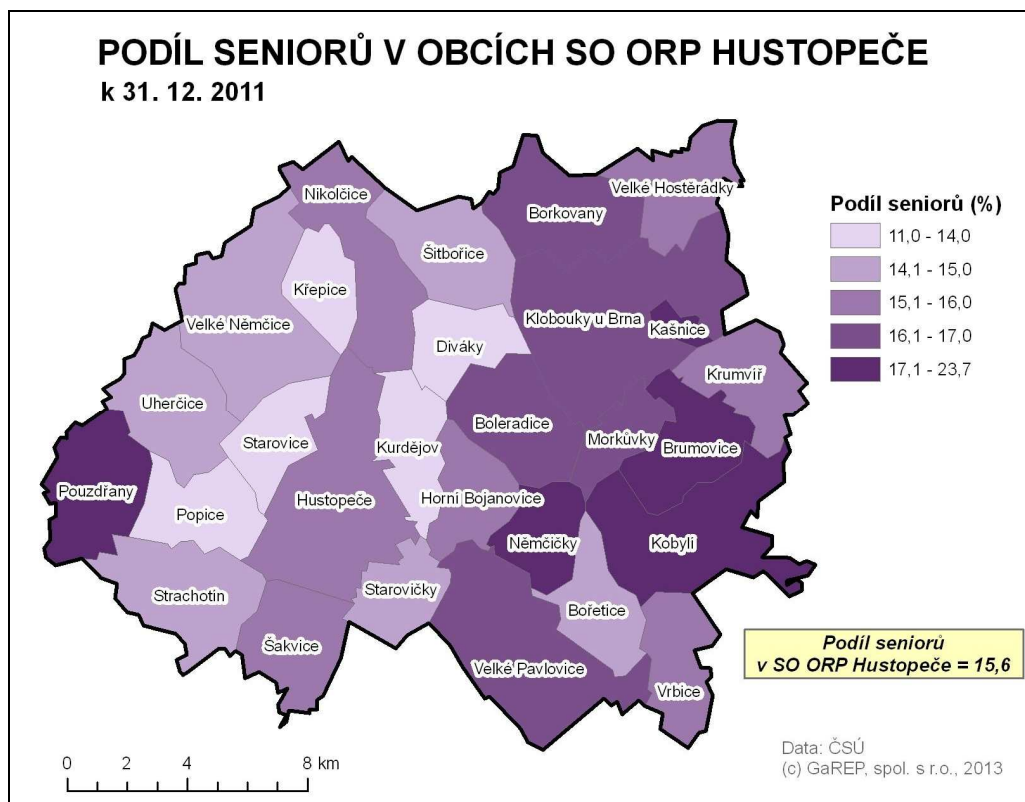 PODÍL SENIORŮ V OBCÍCH SO ORP HUSTOPEČE
k 31. 12. 2011
Velké Hostěrádky
Nikolčice
Borkovany
Šitbořice
Křepice
Klobouky u Brna
Kašnice
Velké Němčice
Diváky
Krumvíř
Uherčice
Boleradice
Morkůvky
Starovice
Kurdějov
Brumovice
Pouzdřany
Hustopeče
Horní Bojanovice
Popice
Němčičky
Kobylí
Strachotín
Starovičky
Bořetice
Šakvice
Velké Pavlovice
Vrbice
Podíl seniorů (%)
11,0 - 14,0
14,1 - 15,0
15,1 - 16,0
16,1 - 17,0
17,1 - 23,7
Podíl seniorů
v SO ORP Hustopeče = 15,6
0 2 4 8 km
Data: ČSÚ
(c) GaREP, spol. s r.o., 2013